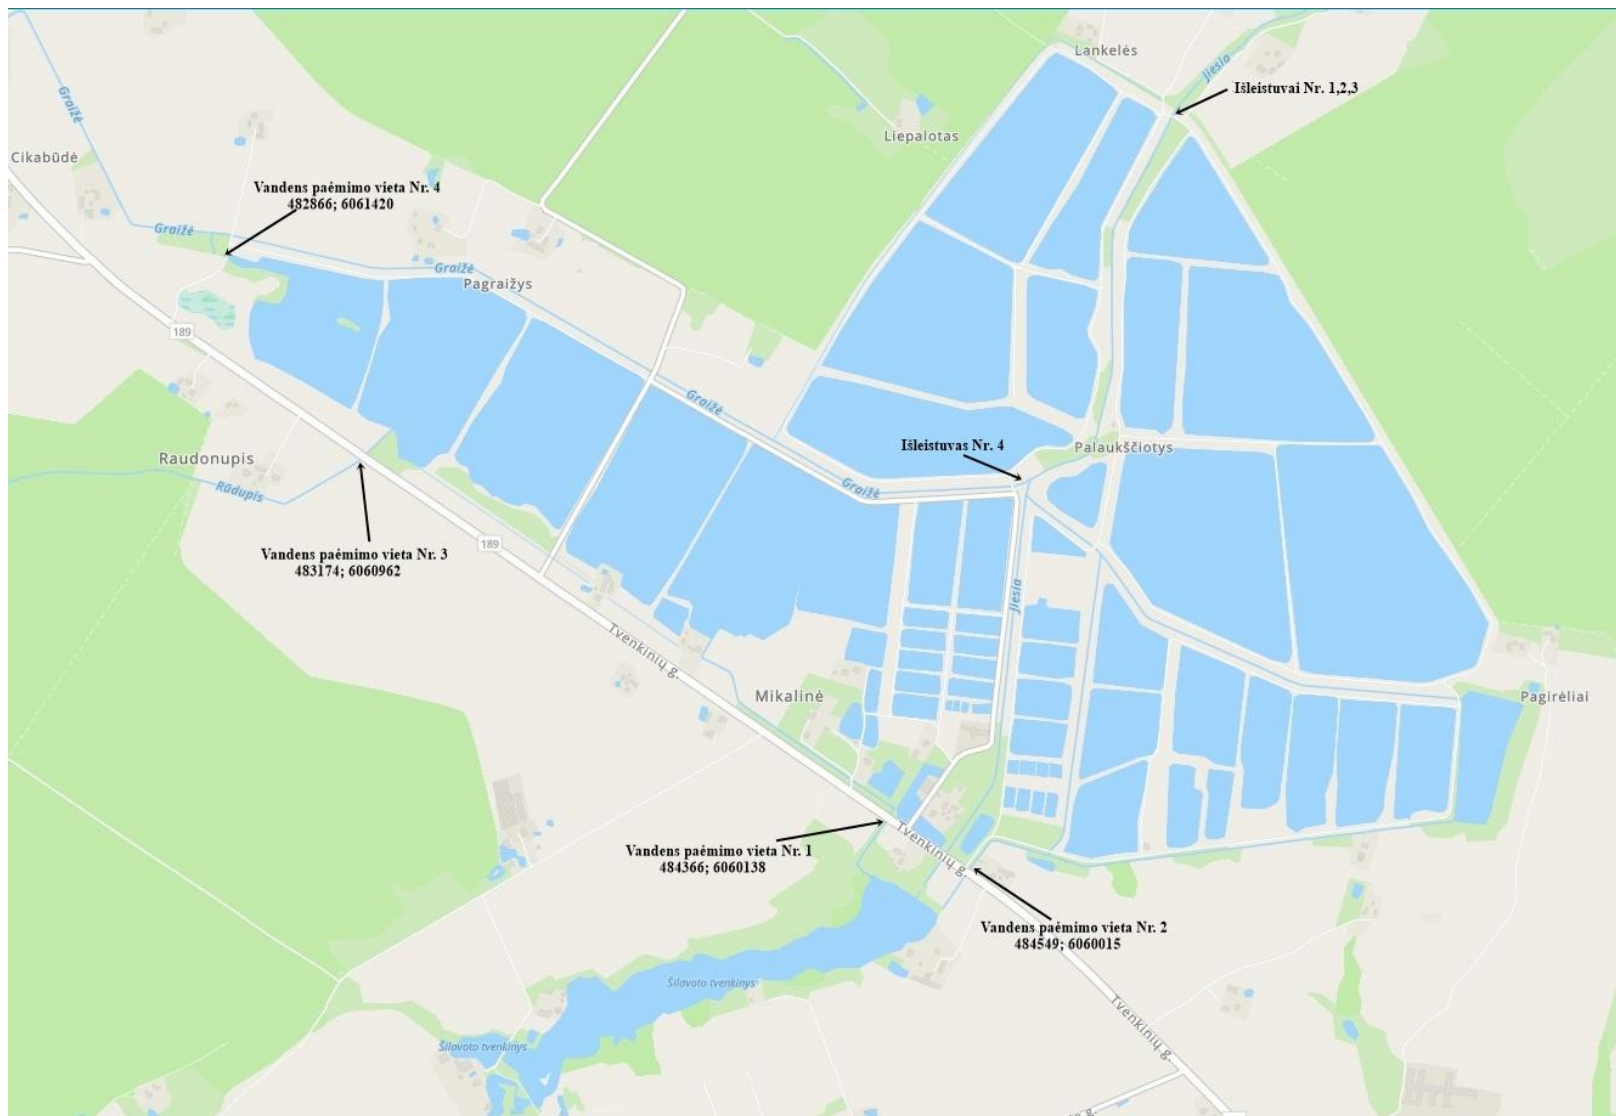 Lankelės
Jiesia
Išleistuvai Nr. 1,2,3
Graižė
Liepalotas
Cikabūdė
Vandens paėmimo vieta Nr. 4
482866; 6061420
Graižė
Graižė
Pagraižys
189
Graižė
Išleistuvas Nr. 4
Palaukščiotys
Raudonupis
Rūdupis
Graižė
189
Vandens paėmimo vieta Nr. 3
483174; 6060962
Jiesia
Tvenkinių g.
Mikalinė
Pagirėliai
Tvenkinių g.
Vandens paėmimo vieta Nr. 1
484366; 6060138
Vandens paėmimo vieta Nr. 2
484549; 6060015
Šilavoto tvenkinys
Tvenkinių g.
Šilavoto tvenkinys
g.